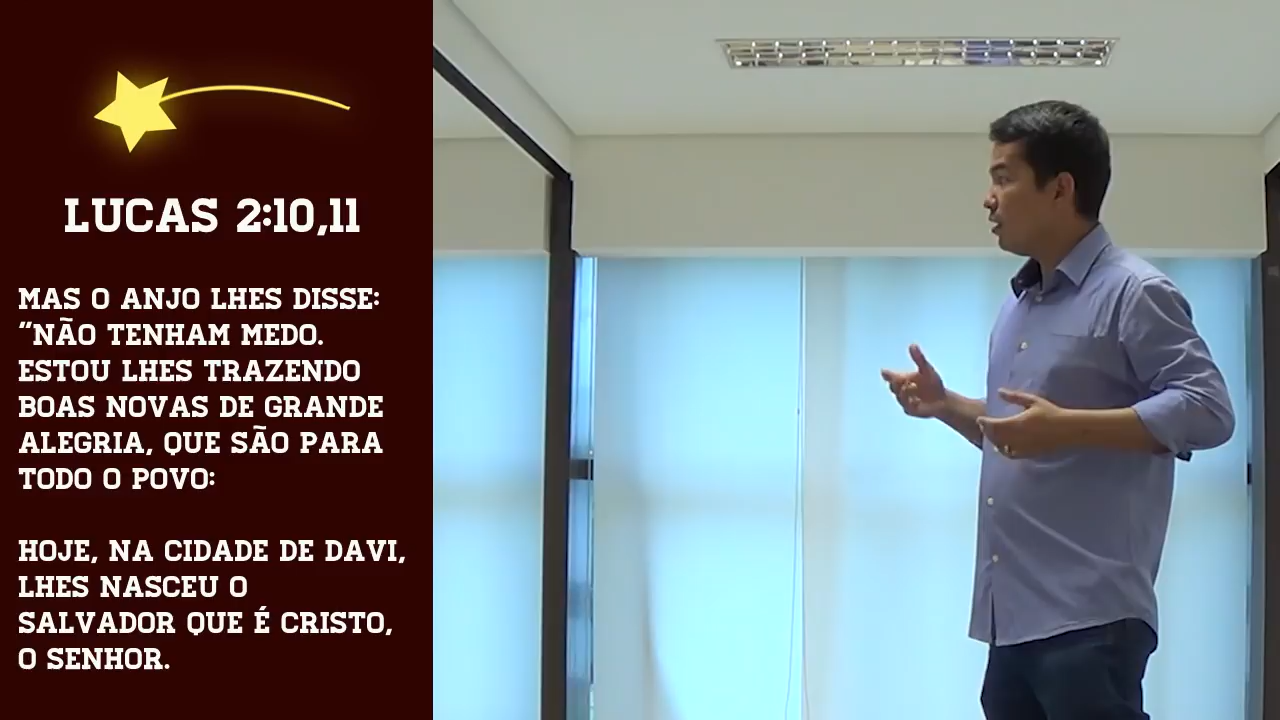 LUCAS 2:10,11
MAS O ANJO LHES DISSE:
"NÃO TENHAM MEDO.
ESTOU LHES TRAZENDO
BOAS NOVAS DE GRANDE
ALEGRIA, QUE SÃO PARA
TODO O POVO:
HOJE, NA CIDADE DE DAVI,
LHES NASCEU O
SALVADOR QUE É CRISTO,
O SENHOR.